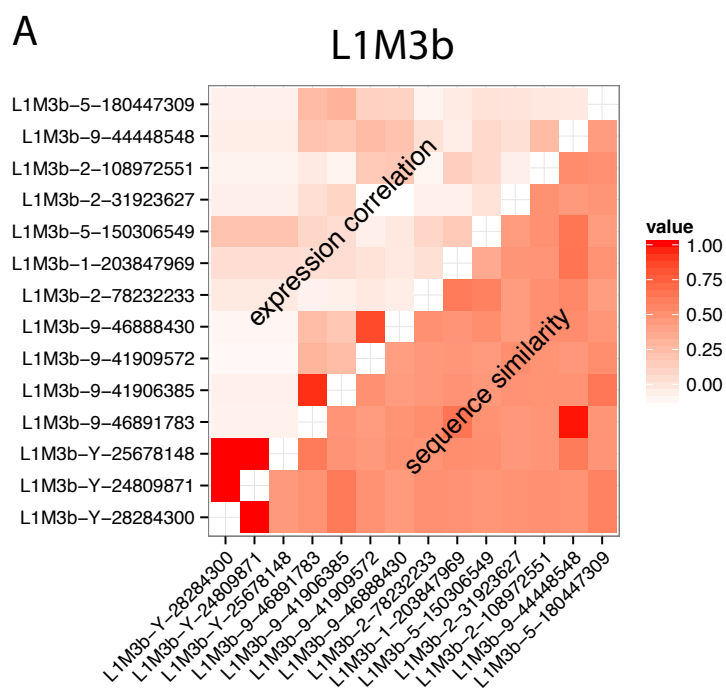 A
L1M3b
L1M3b-5-180447309
L1M3b-9-44448548
L1M3b-2-108972551
L1M3b-2-31923627
L1M3b-5-150306549
L1M3b-1-203847969
L1M3b-2-78232233
L1M3b-9-46888430
L1M3b-9-41909572
L1M3b-9-41906385
L1M3b-9-46891783
L1M3b-Y-25678148
L1M3b-Y-24809871
L1M3b-Y-28284300
expression correlation
sequence similarity
value
1.00
0.75
0.50
0.25
0.00
L1M3b-Y-28284300
L1M3b-Y-24809871
L1M3b-Y-25678148
L1M3b-9-46891783
L1M3b-9-41906385
L1M3b-9-41909572
L1M3b-9-46888430
L1M3b-2-78232233
L1M3b-1-203847969
L1M3b-5-150306549
L1M3b-2-31923627
L1M3b-2-108972551
L1M3b-9-44448548
L1M3b-5-180447309